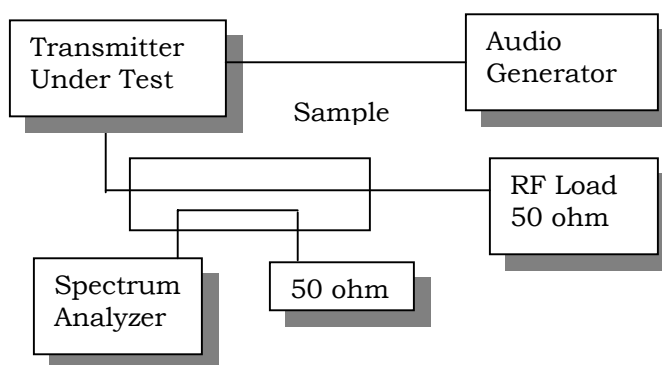 Transmitter
Under Test
Audio
Generator
Sample
RF Load
50 ohm
Spectrum
Analyzer
50 ohm